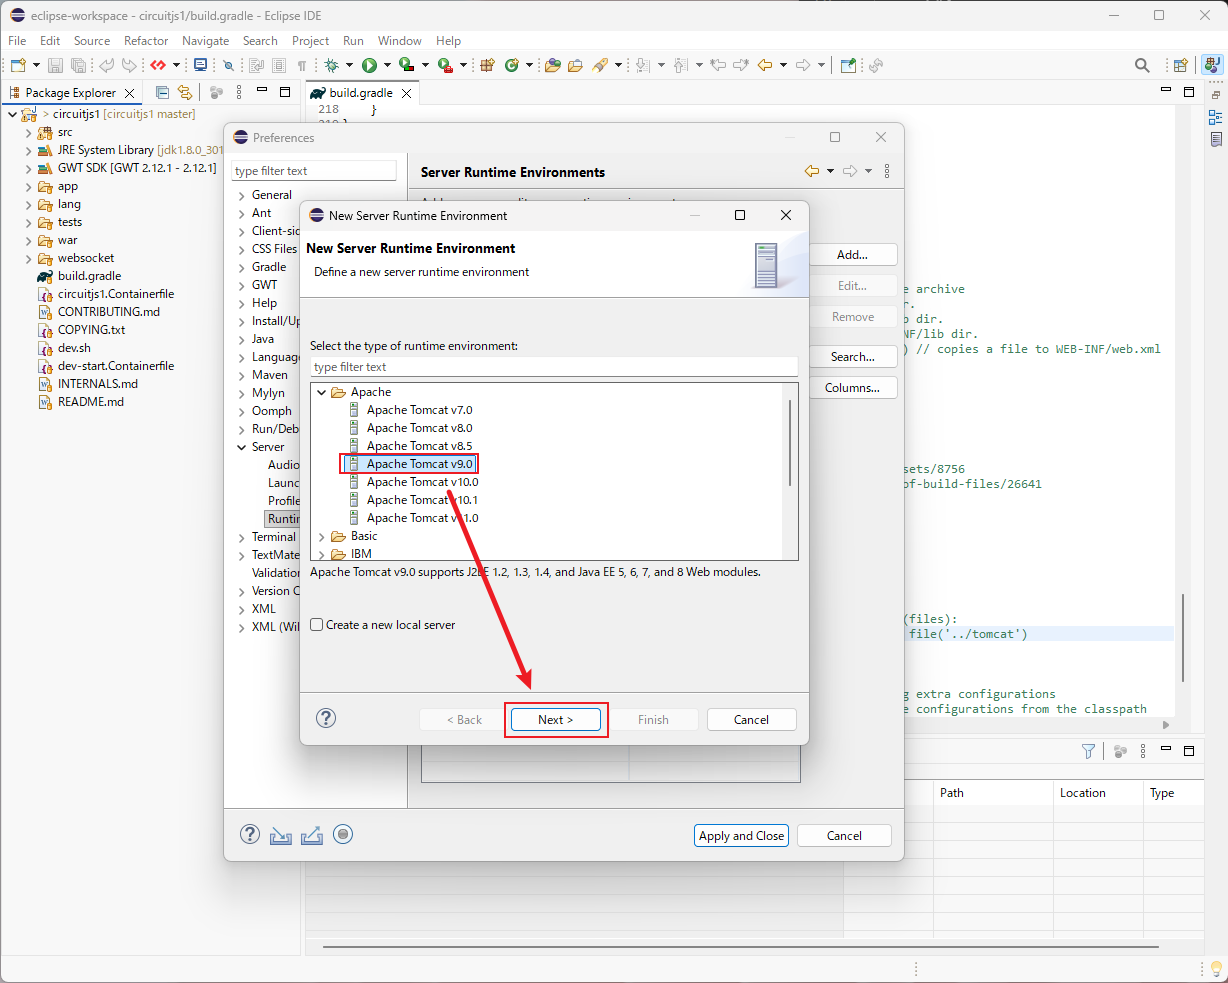 eclipse-workspace - circuitjs1/build.gradle - Eclipse IDE
File Edit Source Refactor Navigate Search Project Run Window Help
Package Explorer
build.gradle
> circuitjs1 [circuitjs1 master]
src
JRE System Library [jdk1.8.0_301
GWT SDK [GWT 2.12.1 - 2.12.1]
app
lang
tests
war
websocket
build.gradle
circuitjs1.Containerfile
CONTRIBUTING.md
COPYING.txt
dev.sh
dev-start.Containerfile
INTERNALS.md
README.md
218 }
Preferences
type filter text
General
Ant
Client-sid
CSS Files
Gradle
GWT
Help
Install/Up
Java
Language
Maven
Mylyn
Oomph
Run/Deb
Server
Audio
Launc
Profile
Runtin
Terminal
TextMate
Validation
Version C
XML
XML (Wil
Server Runtime Environments
Add...
Edit...
Remove
Search...
Columns...
New Server Runtime Environment
New Server Runtime Environment
Define a new server runtime environment
Select the type of runtime environment:
type filter text
Apache
Apache Tomcat v7.0
Apache Tomcat v8.0
Apache Tomcat v8.5
Apache Tomcat v9.0
Apache Tomcat v10.0
Apache Tomcat v10.1
Apache Tomcat v11.0
Basic
IBM
Apache Tomcat v9.0 supports J2EE 1.2, 1.3, 1.4, and Java EE 5, 6, 7, and 8 Web modules.
Create a new local server
< Back
Next >
Finish
Cancel
Apply and Close
Cancel
e archive
r.
b dir.
NF/lib dir.
) // copies a file to WEB-INF/web.xml
sets/8756
of-build-files/26641
(files):
file('../tomcat')
g extra configurations
e configurations from the classpath
Path Location Type